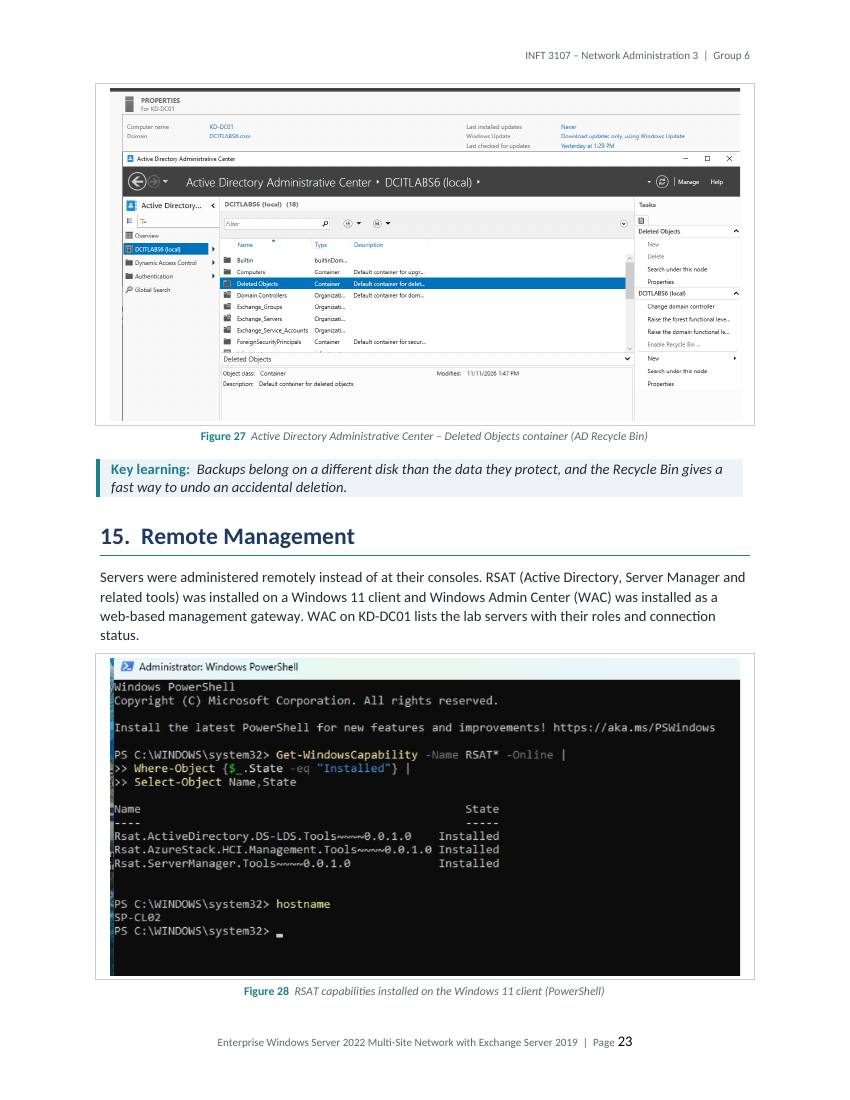 INFT 3107 – Network Administration 3 | Group 6
PROPERTIES
For KD-DC01
Computer name KD-DC01 Last installed updates Never
Domain DCITLABS6.com Windows Update Download updates only, using Windows Update
Last checked for updates Yesterday at 1:29 PM
Active Directory Administrative Center
Active Directory Administrative Center • DCITLABS6 (local) • Manage Help
Active Directory... DCITLABS6 (local) (18) Tasks
Filter
Deleted Objects
Overview Name Type Description New
DCITLABS6 (local) Builtin builtinDom... Delete
Dynamic Access Control Computers Container Default container for upgr... Search under this node
Authentication Deleted Objects Container Default container for delet... Properties
Global Search Domain Controllers Organizati... Default container for dom... DCITLABS6 (local)
Exchange_Groups Organizati... Change domain controller
Exchange_Servers Organizati... Raise the forest functional leve...
Exchange_Service_Accounts Organizati... Raise the domain functional le...
ForeignSecurityPrincipals Container Default container for secur... Enable Recycle Bin ...
Deleted Objects New
Object class: Container Modified: 11/11/2026 1:47 PM Search under this node
Description: Default container for deleted objects Properties
Figure 27 Active Directory Administrative Center – Deleted Objects container (AD Recycle Bin)
Key learning: Backups belong on a different disk than the data they protect, and the Recycle Bin gives a
fast way to undo an accidental deletion.
15. Remote Management
Servers were administered remotely instead of at their consoles. RSAT (Active Directory, Server Manager and
related tools) was installed on a Windows 11 client and Windows Admin Center (WAC) was installed as a
web-based management gateway. WAC on KD-DC01 lists the lab servers with their roles and connection
status.
Administrator: Windows PowerShell
Windows PowerShell
Copyright (C) Microsoft Corporation. All rights reserved.
Install the latest PowerShell for new features and improvements! https://aka.ms/PSWindows
PS C:\WINDOWS\system32> Get-WindowsCapability -Name RSAT* -Online |
>> Where-Object {$_.State -eq "Installed"} |
>> Select-Object Name,State
Name State
---- -----
Rsat.ActiveDirectory.DS-LDS.Tools~~~~0.0.1.0 Installed
Rsat.AzureStack.HCI.Management.Tools~~~~0.0.1.0 Installed
Rsat.ServerManager.Tools~~~~0.0.1.0 Installed
PS C:\WINDOWS\system32> hostname
SP-CL02
PS C:\WINDOWS\system32> _
Figure 28 RSAT capabilities installed on the Windows 11 client (PowerShell)
Enterprise Windows Server 2022 Multi-Site Network with Exchange Server 2019 | Page 23